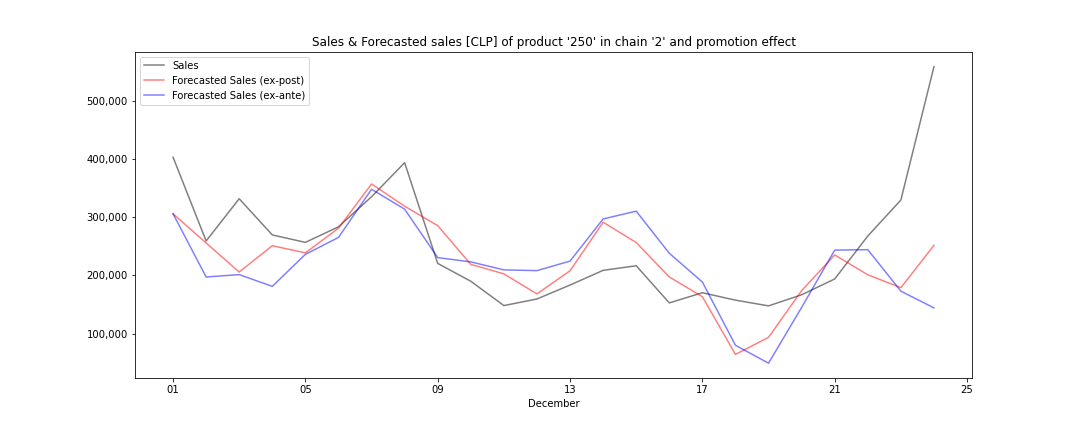 Sales & Forecasted sales [CLP] of product '250' in chain '2' and promotion effect
Sales
Forecasted Sales (ex-post)
Forecasted Sales (ex-ante)
500,000
400,000
300,000
200,000
100,000
01 05 09 13 17 21 25
December